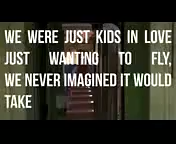 WE WERE JUST KIDS IN LOVE
JUST WANTING TO FLY,
WE NEVER IMAGINED IT WOULD
TAKE